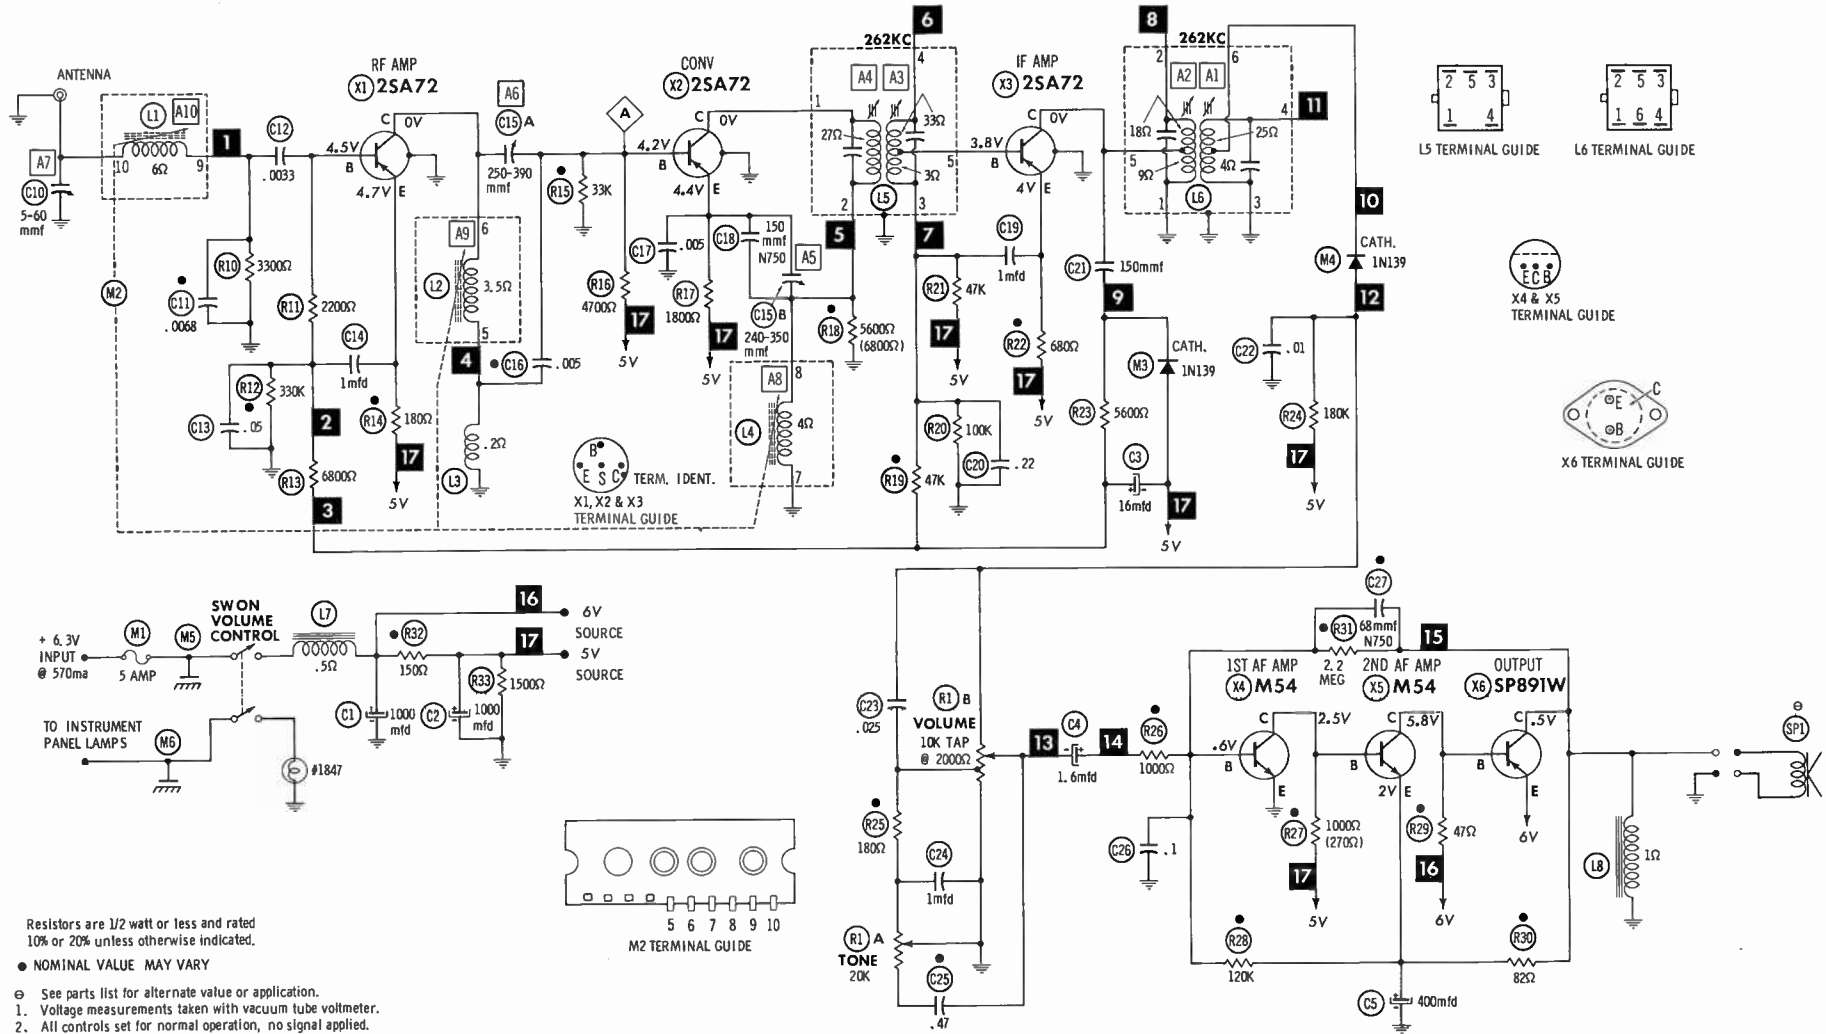 ANTENNA
A7
C10
5-60
mmf
L1
A10
10
6Ω
9
1
C12
.0033
RF AMP
X1 2SA72
C
0V
4.5V
B
4.7V
E
A6
C15 A
250-390
mmf
R15
33K
A
CONV
X2 2SA72
C
0V
4.2V
B
4.4V
E
262KC
6
4
1
A4
A3
27Ω
33Ω
3Ω
5
2
L5
3
IF AMP
X3 2SA72
C
0V
3.8V
B
4V
E
8
262KC
2
6
A2
A1
18Ω
25Ω
4
11
5
9Ω
4Ω
1
L6
3
2 5 3
1 4
L5 TERMINAL GUIDE
2 5 3
1 6 4
L6 TERMINAL GUIDE
M2
C11
.0068
R10
3300Ω
R11
2200Ω
C14
1mfd
R12
330K
C13
.05
2
R13
6800Ω
3
R14
180Ω
17
5V
A9
6
L2
3.5Ω
5
4
C16
.005
L3
.2Ω
R16
4700Ω
17
5V
C17
.005
C18
150
mmf
N750
R17
1800Ω
17
5V
A5
C15 B
240-350
mmf
5
R18
5600Ω
(6800Ω)
A8
8
L4
4Ω
7
B
E S C
TERM. IDENT.
X1, X2 & X3
TERMINAL GUIDE
7
C19
1mfd
R21
47K
17
5V
R22
680Ω
17
5V
R20
100K
C20
.22
R19
47K
C21
150mmf
9
R23
5600Ω
CATH.
M3
1N139
C3
16mfd
17
5V
10
CATH.
M4
1N139
12
C22
.01
R24
180K
17
5V
E C B
X4 & X5
TERMINAL GUIDE
C
E
B
X6 TERMINAL GUIDE
+ 6.3V
INPUT
@ 570ma
M1
5 AMP
M5
SW ON
VOLUME
CONTROL
L7
.5Ω
R32
150Ω
16
6V
SOURCE
17
5V
SOURCE
R33
1500Ω
C1
1000
mfd
C2
1000
mfd
TO INSTRUMENT
PANEL LAMPS
M6
#1847
5 6 7 8 9 10
M2 TERMINAL GUIDE
C23
.025
R1 B
VOLUME
10K TAP
@ 2000Ω
R25
180Ω
C24
1mfd
R1 A
TONE
20K
C25
.47
13
C4
1.6mfd
14
R26
1000Ω
C26
.1
C27
68mmf
N750
R31
2.2
MEG
15
1ST AF AMP
X4 M54
C
2.5V
.6V
B
E
2ND AF AMP
X5 M54
C
5.8V
B
2V
E
OUTPUT
X6 SP891W
C
.5V
B
E
6V
R27
1000Ω
(270Ω)
17
5V
R29
47Ω
16
6V
R28
120K
R30
82Ω
C5
400mfd
L8
1Ω
⊖
SP1
Resistors are 1/2 watt or less and rated
10% or 20% unless otherwise indicated.
● NOMINAL VALUE MAY VARY
⊖ See parts list for alternate value or application.
1. Voltage measurements taken with vacuum tube voltmeter.
2. All controls set for normal operation, no signal applied.